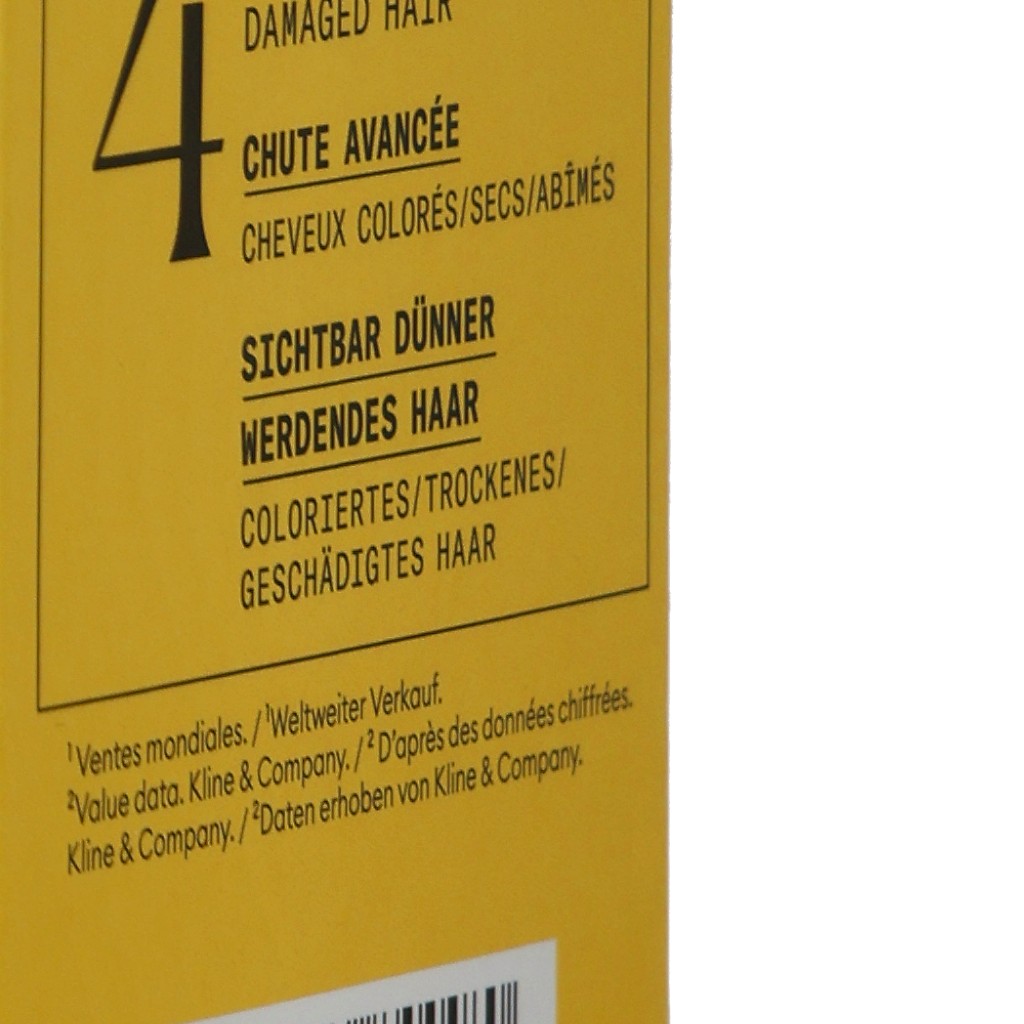 4
DAMAGED HAIR
CHUTE AVANCÉE
CHEVEUX COLORÉS/SECS/ABÎMÉS
SICHTBAR DÜNNER
WERDENDES HAAR
COLORIERTES/TROCKENES/
GESCHÄDIGTES HAAR
¹Ventes mondiales. / ¹Weltweiter Verkauf.
²Value data. Kline & Company. / ² D'après des données chiffrées.
Kline & Company. / ²Daten erhoben von Kline & Company.